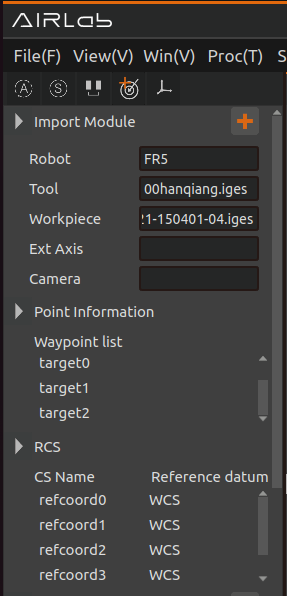 AIRLab
File(F) View(V) Win(V) Proc(T) S
A S
Import Module
Robot FR5
Tool 00hanqiang.iges
Workpiece 21-150401-04.iges
Ext Axis
Camera
Point Information
Waypoint list
target0
target1
target2
RCS
CS Name Reference datum
refcoord0 WCS
refcoord1 WCS
refcoord2 WCS
refcoord3 WCS